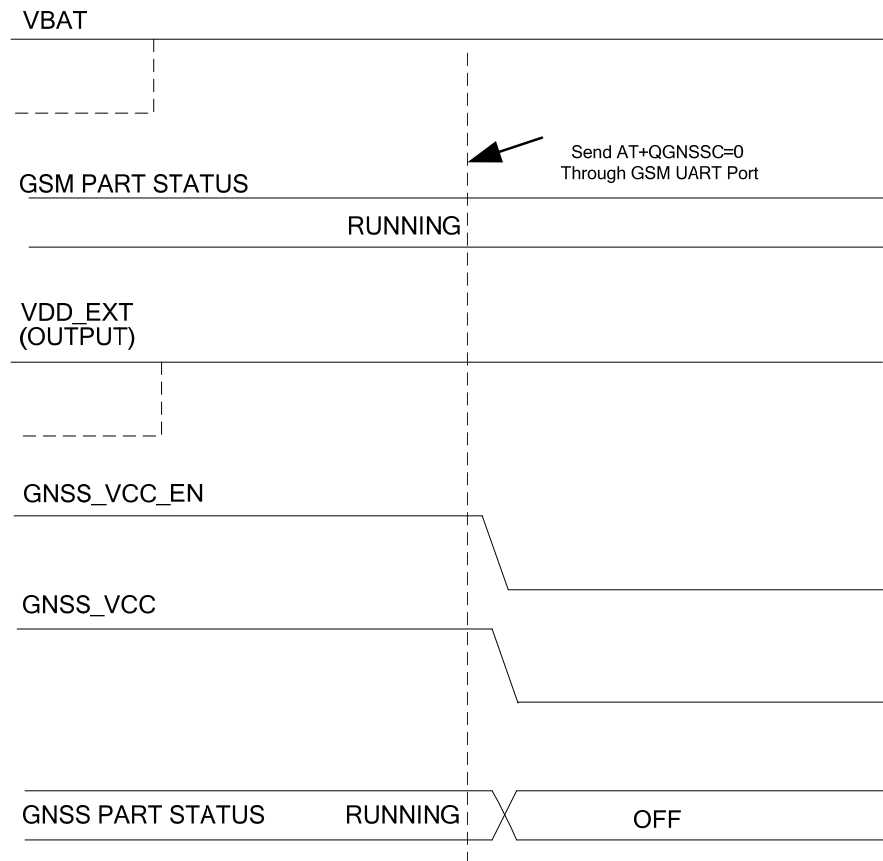 VBAT
Send AT+QGNSSC=0
Through GSM UART Port
GSM PART STATUS
RUNNING
VDD_EXT
(OUTPUT)
GNSS_VCC_EN
GNSS_VCC
GNSS PART STATUS RUNNING OFF